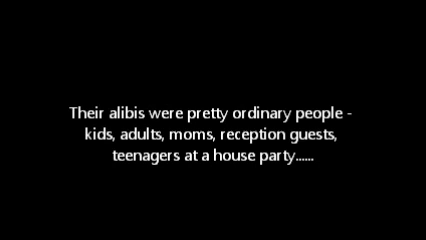 Their alibis were pretty ordinary people -
kids, adults, moms, reception guests,
teenagers at a house party......